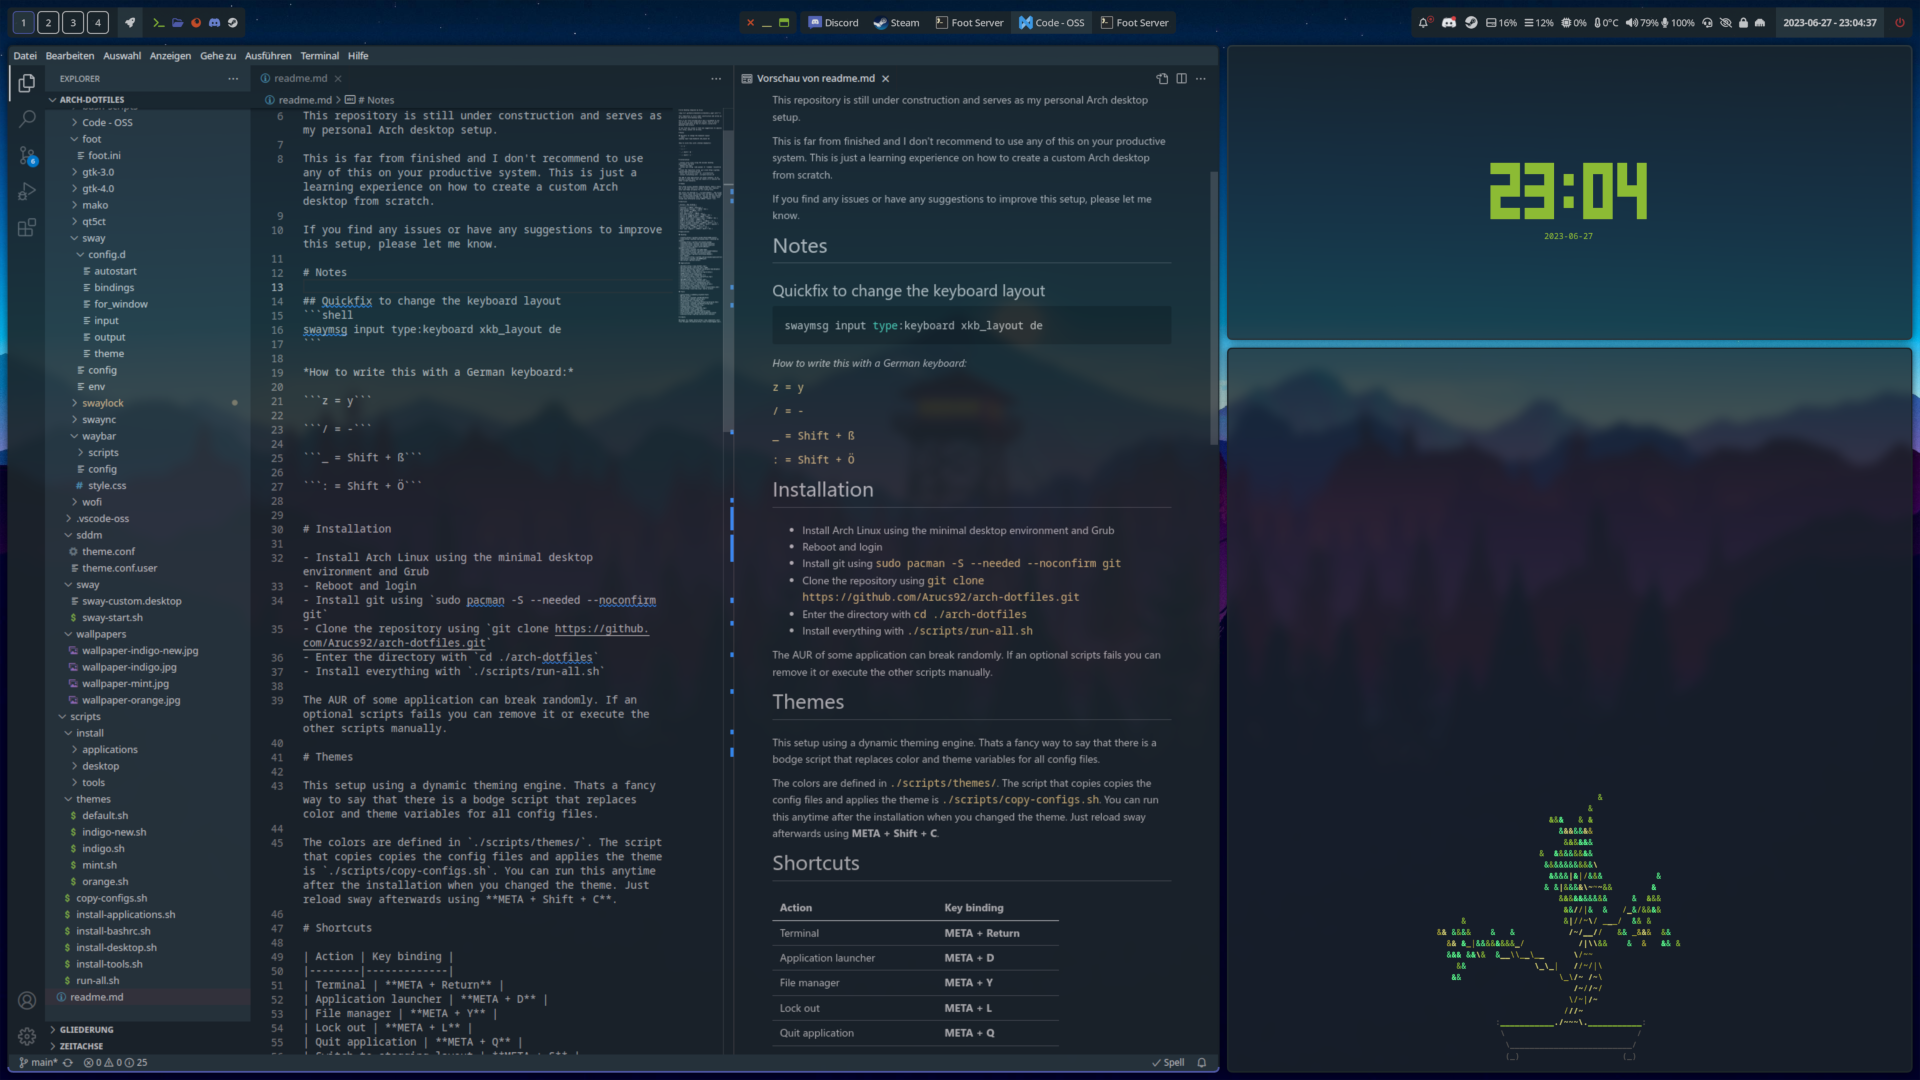 1 2 3 4
Discord Steam Foot Server Code - OSS Foot Server
16% 12% 0% 0°C 79% 100% 2023-06-27 - 23:04:37
Datei Bearbeiten Auswahl Anzeigen Gehe zu Ausführen Terminal Hilfe
EXPLORER
ARCH-DOTFILES
Code - OSS
foot
foot.ini
gtk-3.0
gtk-4.0
mako
qt5ct
sway
config.d
autostart
bindings
for_window
input
output
theme
config
env
swaylock
swaync
waybar
scripts
config
# style.css
wofi
.vscode-oss
sddm
theme.conf
theme.conf.user
sway
sway-custom.desktop
$ sway-start.sh
wallpapers
wallpaper-indigo-new.jpg
wallpaper-indigo.jpg
wallpaper-mint.jpg
wallpaper-orange.jpg
scripts
install
applications
desktop
tools
themes
$ default.sh
$ indigo-new.sh
$ indigo.sh
$ mint.sh
$ orange.sh
$ copy-configs.sh
$ install-applications.sh
$ install-bashrc.sh
$ install-desktop.sh
$ install-tools.sh
$ run-all.sh
readme.md
GLIEDERUNG
ZEITACHSE
6
main* 0 0 25
Spell
readme.md
readme.md > # Notes
6 This repository is still under construction and serves as
my personal Arch desktop setup.
7
8 This is far from finished and I don't recommend to use
any of this on your productive system. This is just a
learning experience on how to create a custom Arch
desktop from scratch.
9
10 If you find any issues or have any suggestions to improve
this setup, please let me know.
11
12 # Notes
13
14 ## Quickfix to change the keyboard layout
15 ```shell
16 swaymsg input type:keyboard xkb_layout de
17 ```
18
19 *How to write this with a German keyboard:*
20
21 ```z = y```
22
23 ```/ = -```
24
25 ```_ = Shift + ß```
26
27 ```: = Shift + Ö```
28
29
30 # Installation
31
32 - Install Arch Linux using the minimal desktop
environment and Grub
33 - Reboot and login
34 - Install git using `sudo pacman -S --needed --noconfirm
git`
35 - Clone the repository using `git clone https://github.
com/Arucs92/arch-dotfiles.git`
36 - Enter the directory with `cd ./arch-dotfiles`
37 - Install everything with `./scripts/run-all.sh`
38
39 The AUR of some application can break randomly. If an
optional scripts fails you can remove it or execute the
other scripts manually.
40
41 # Themes
42
43 This setup using a dynamic theming engine. Thats a fancy
way to say that there is a bodge script that replaces
color and theme variables for all config files.
44
45 The colors are defined in `./scripts/themes/`. The script
that copies copies the config files and applies the theme
is `./scripts/copy-configs.sh`. You can run this anytime
after the installation when you changed the theme. Just
reload sway afterwards using **META + Shift + C**.
46
47 # Shortcuts
48
49 | Action | Key binding |
50 |--------|-------------|
51 | Terminal | **META + Return** |
52 | Application launcher | **META + D** |
53 | File manager | **META + Y** |
54 | Lock out | **META + L** |
55 | Quit application | **META + Q** |
Vorschau von readme.md
This repository is still under construction and serves as my personal Arch desktop
setup.
This is far from finished and I don't recommend to use any of this on your productive
system. This is just a learning experience on how to create a custom Arch desktop
from scratch.
If you find any issues or have any suggestions to improve this setup, please let me
know.
Notes
Quickfix to change the keyboard layout
swaymsg input type:keyboard xkb_layout de
How to write this with a German keyboard:
z = y
/ = -
_ = Shift + ß
: = Shift + Ö
Installation
• Install Arch Linux using the minimal desktop environment and Grub
• Reboot and login
• Install git using sudo pacman -S --needed --noconfirm git
• Clone the repository using git clone
https://github.com/Arucs92/arch-dotfiles.git
• Enter the directory with cd ./arch-dotfiles
• Install everything with ./scripts/run-all.sh
The AUR of some application can break randomly. If an optional scripts fails you can
remove it or execute the other scripts manually.
Themes
This setup using a dynamic theming engine. Thats a fancy way to say that there is a
bodge script that replaces color and theme variables for all config files.
The colors are defined in ./scripts/themes/. The script that copies copies the
config files and applies the theme is ./scripts/copy-configs.sh. You can run
this anytime after the installation when you changed the theme. Just reload sway
afterwards using META + Shift + C.
Shortcuts
Action Key binding
Terminal META + Return
Application launcher META + D
File manager META + Y
Lock out META + L
Quit application META + Q
23:04
2023-06-27